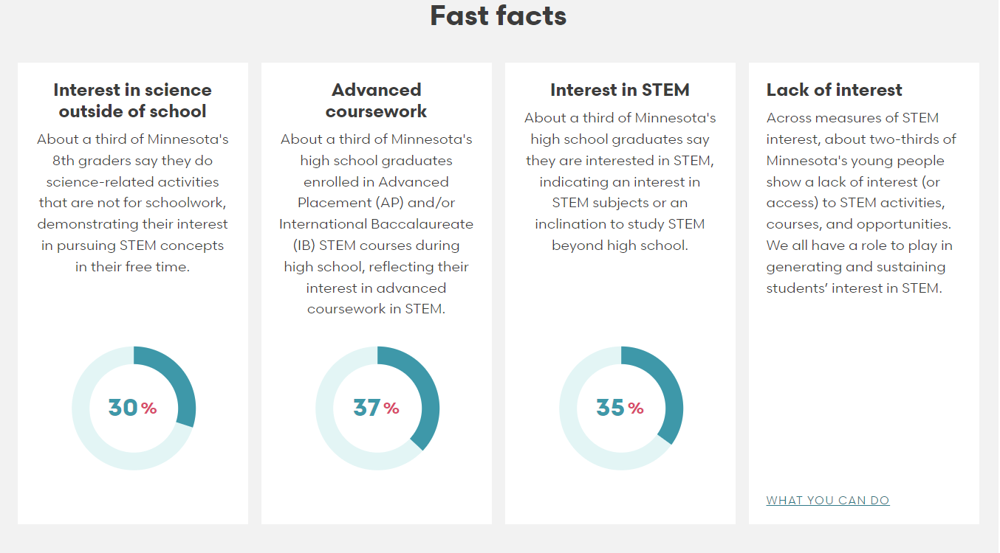 Fast facts
Interest in science
outside of school
About a third of Minnesota's
8th graders say they do
science-related activities
that are not for schoolwork,
demonstrating their interest
in pursuing STEM concepts
in their free time.
30 %
Advanced
coursework
About a third of Minnesota's
high school graduates
enrolled in Advanced
Placement (AP) and/or
International Baccalaureate
(IB) STEM courses during
high school, reflecting their
interest in advanced
coursework in STEM.
37 %
Interest in STEM
About a third of Minnesota's
high school graduates say
they are interested in STEM,
indicating an interest in
STEM subjects or an
inclination to study STEM
beyond high school.
35 %
Lack of interest
Across measures of STEM
interest, about two-thirds of
Minnesota's young people
show a lack of interest (or
access) to STEM activities,
courses, and opportunities.
We all have a role to play in
generating and sustaining
students’ interest in STEM.
WHAT YOU CAN DO